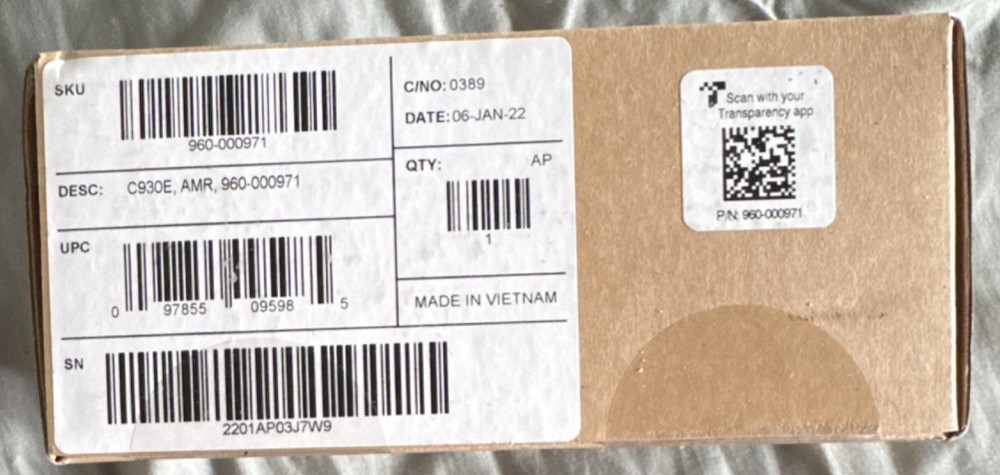 SKU
960-000971
DESC: C930E, AMR, 960-000971
UPC
0 97855 09598 5
SN
2201AP03J7W9
C/NO: 0389
DATE: 06-JAN-22
QTY: AP
1
MADE IN VIETNAM
Scan with your
Transparency app
P/N: 960-000971